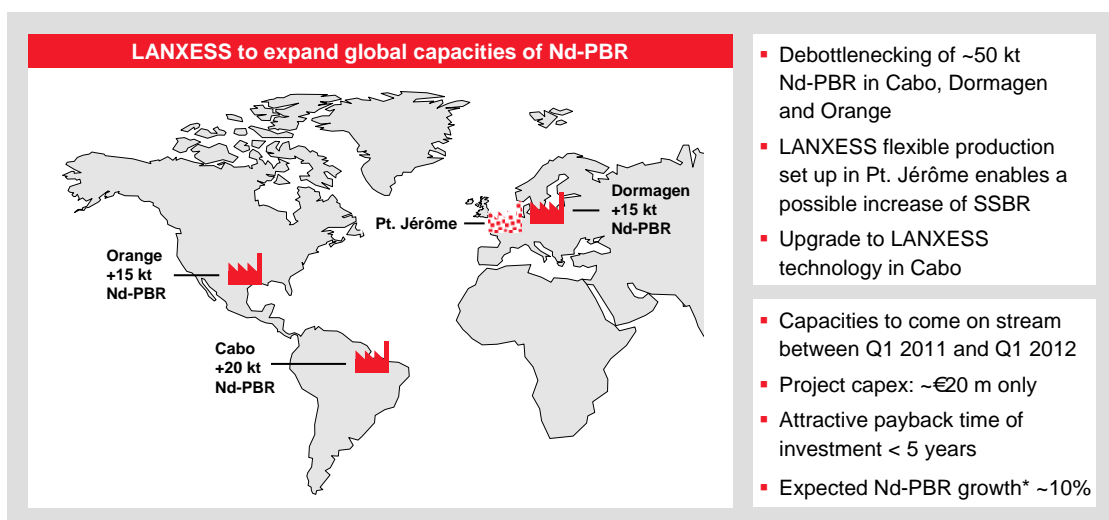 LANXESS to expand global capacities of Nd-PBR
Pt. Jérôme
Dormagen
+15 kt
Nd-PBR
Orange
+15 kt
Nd-PBR
Cabo
+20 kt
Nd-PBR
▪ Debottlenecking of ~50 kt
Nd-PBR in Cabo, Dormagen
and Orange
▪ LANXESS flexible production
set up in Pt. Jérôme enables a
possible increase of SSBR
▪ Upgrade to LANXESS
technology in Cabo
▪ Capacities to come on stream
between Q1 2011 and Q1 2012
▪ Project capex: ~€20 m only
▪ Attractive payback time of
investment < 5 years
▪ Expected Nd-PBR growth* ~10%